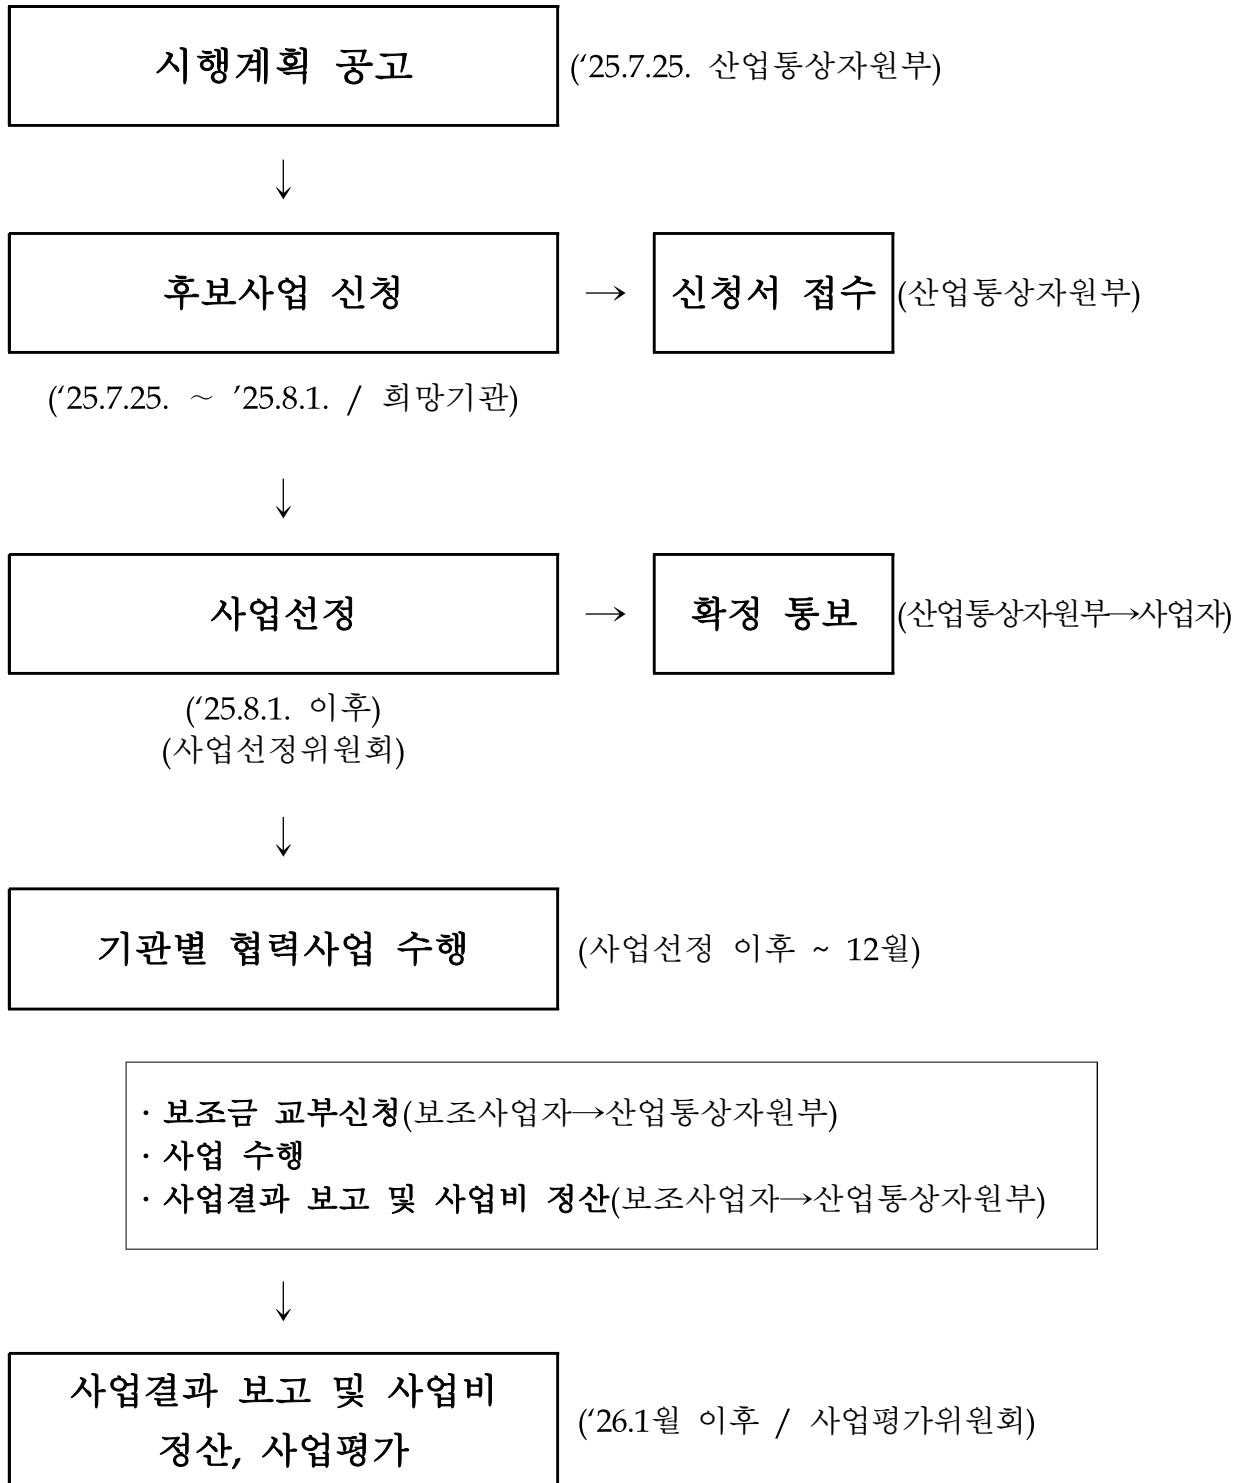 시행계획 공고 (‘25.7.25. 산업통상자원부)
↓
후보사업 신청 → 신청서 접수 (산업통상자원부)
(‘25.7.25. ~ ’25.8.1. / 희망기관)
↓
사업선정 → 확정 통보 (산업통상자원부→사업자)
(‘25.8.1. 이후)
(사업선정위원회)
↓
기관별 협력사업 수행 (사업선정 이후 ~ 12월)
· 보조금 교부신청(보조사업자→산업통상자원부)
· 사업 수행
· 사업결과 보고 및 사업비 정산(보조사업자→산업통상자원부)
↓
사업결과 보고 및 사업비
정산, 사업평가 (‘26.1월 이후 / 사업평가위원회)